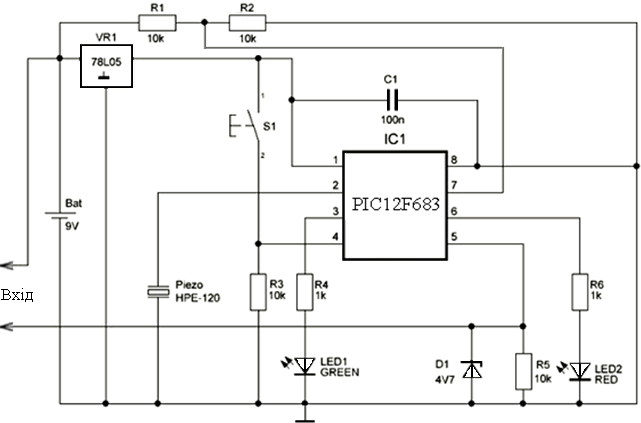 R1
10k
R2
10k
VR1
78L05
C1
100n
1
S1
2
IC1
PIC12F683
1
2
3
4
8
7
6
5
Bat
9V
Вхід
Piezo
HPE-120
R3
10k
R4
1k
R6
1k
LED1
GREEN
D1
4V7
R5
10k
LED2
RED